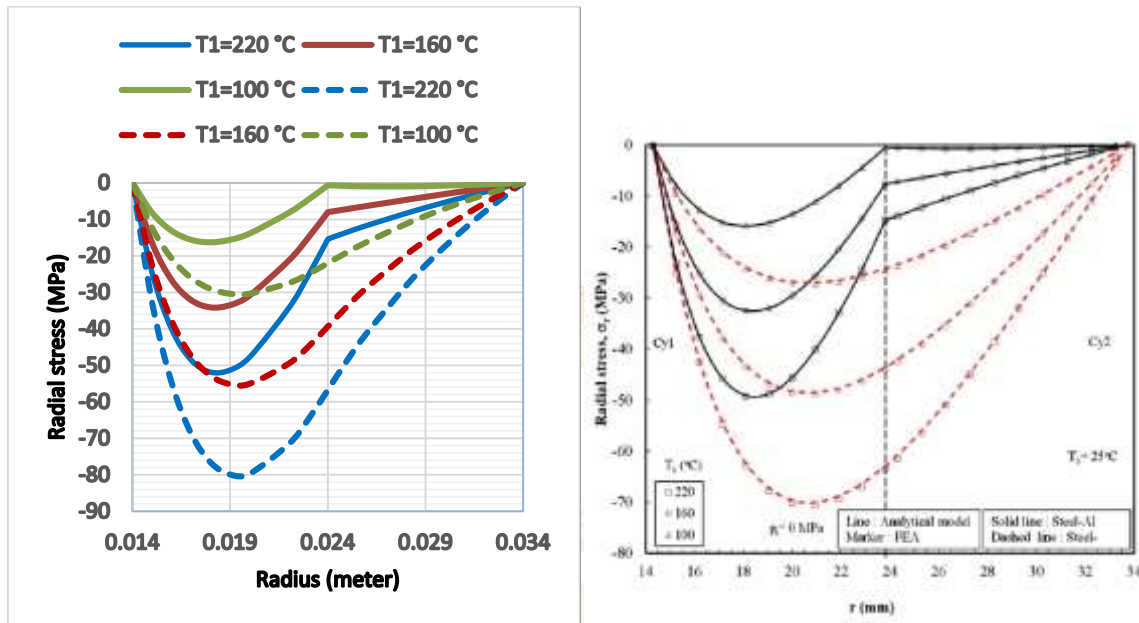 T1=220 °C T1=160 °C
T1=100 °C T1=220 °C
T1=160 °C T1=100 °C
0
-10
-20
-30
-40
-50
-60
-70
-80
-90
Radial stress (MPa)
0.014 0.019 0.024 0.029 0.034
Radius (meter)
0
-10
-20
-30
-40
-50
-60
-70
-80
Radial stress, σr (MPa)
Cy1
Cy2
T1 (°C)
220
160
100
T3= 25°C
= 0 MPa
Line : Analytical model
Marker : FEA
Solid line : Steel-Al
Dashed line : Steel-
14 16 18 20 22 24 26 28 30 32 34
r (mm)